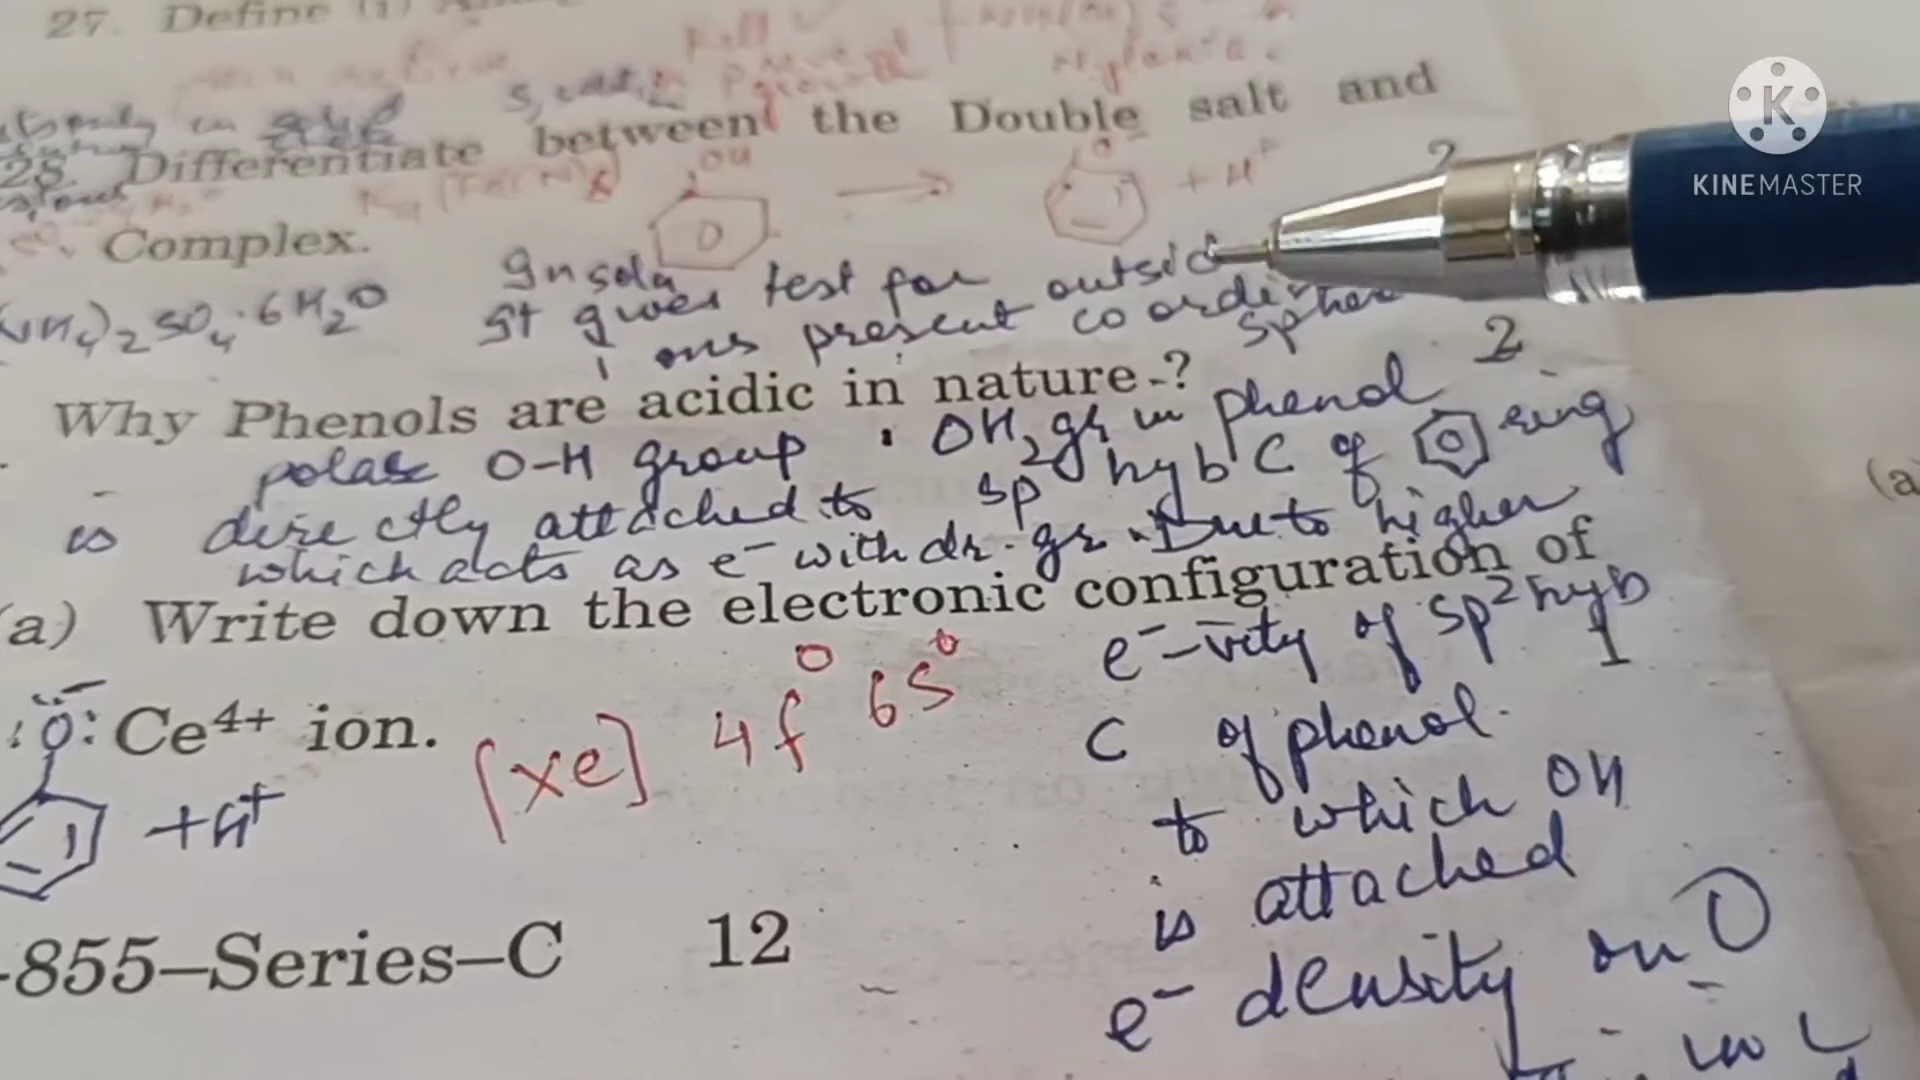 27. Define (i)
28. Differentiate between the Double salt and
2
OH
O⁻
+ H⁺
Complex.
In soln
It gives test for
ions present outside
coordi
sphere
(NH₄)₂SO₄·6H₂O
Why Phenols are acidic in nature-?
2
polar O-H group
OH gr in phenol
is directly attached to sp² hyb C of ring
which acts as e⁻ withdr. gr. Due to higher
(a) Write down the electronic configuration of
e⁻-vity of sp² hyb
1
:O: Ce⁴⁺ ion.
[Xe] 4f⁰ 6s⁰
C of phenol.
+H⁺
to which OH
is attached
-855–Series–C 12
e⁻ density on O
in
(a
K
KINEMASTER